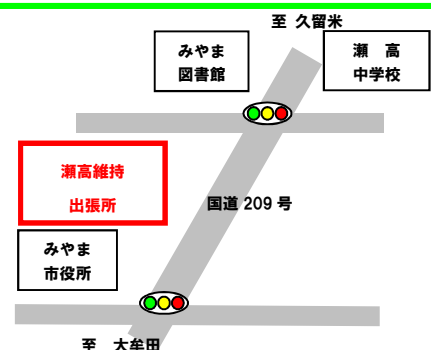 至 久留米
みやま
図書館
瀬 高
中学校
瀬高維持
出張所
国道 209 号
みやま
市役所
至 大牟田